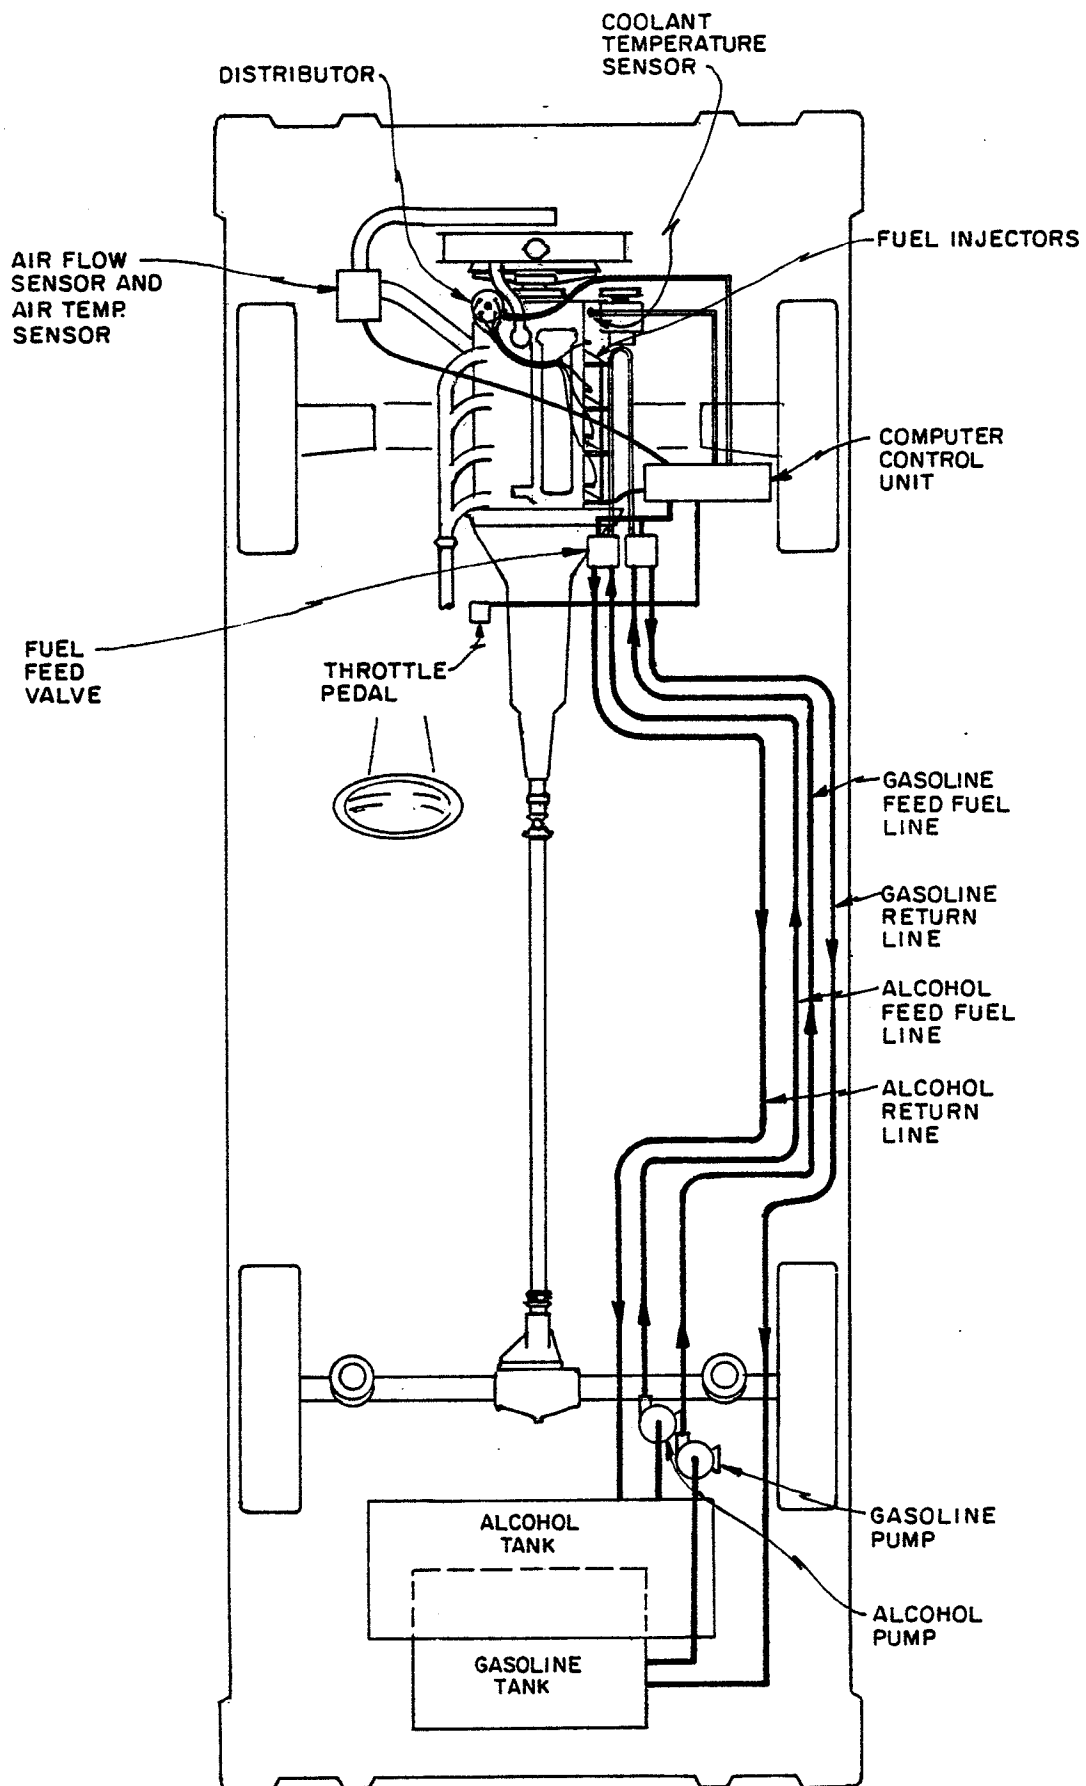 COOLANT
TEMPERATURE
SENSOR
DISTRIBUTOR
FUEL INJECTORS
AIR FLOW
SENSOR AND
AIR TEMP.
SENSOR
COMPUTER
CONTROL
UNIT
FUEL
FEED
VALVE
THROTTLE
PEDAL
GASOLINE
FEED FUEL
LINE
GASOLINE
RETURN
LINE
ALCOHOL
FEED FUEL
LINE
ALCOHOL
RETURN
LINE
GASOLINE
PUMP
ALCOHOL
TANK
ALCOHOL
PUMP
GASOLINE
TANK